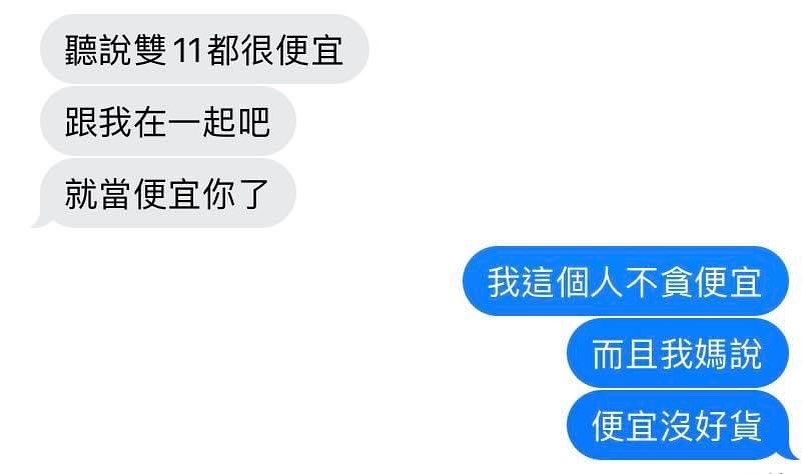 聽說雙11都很便宜
跟我在一起吧
就當便宜你了
我這個人不貪便宜
而且我媽說
便宜沒好貨